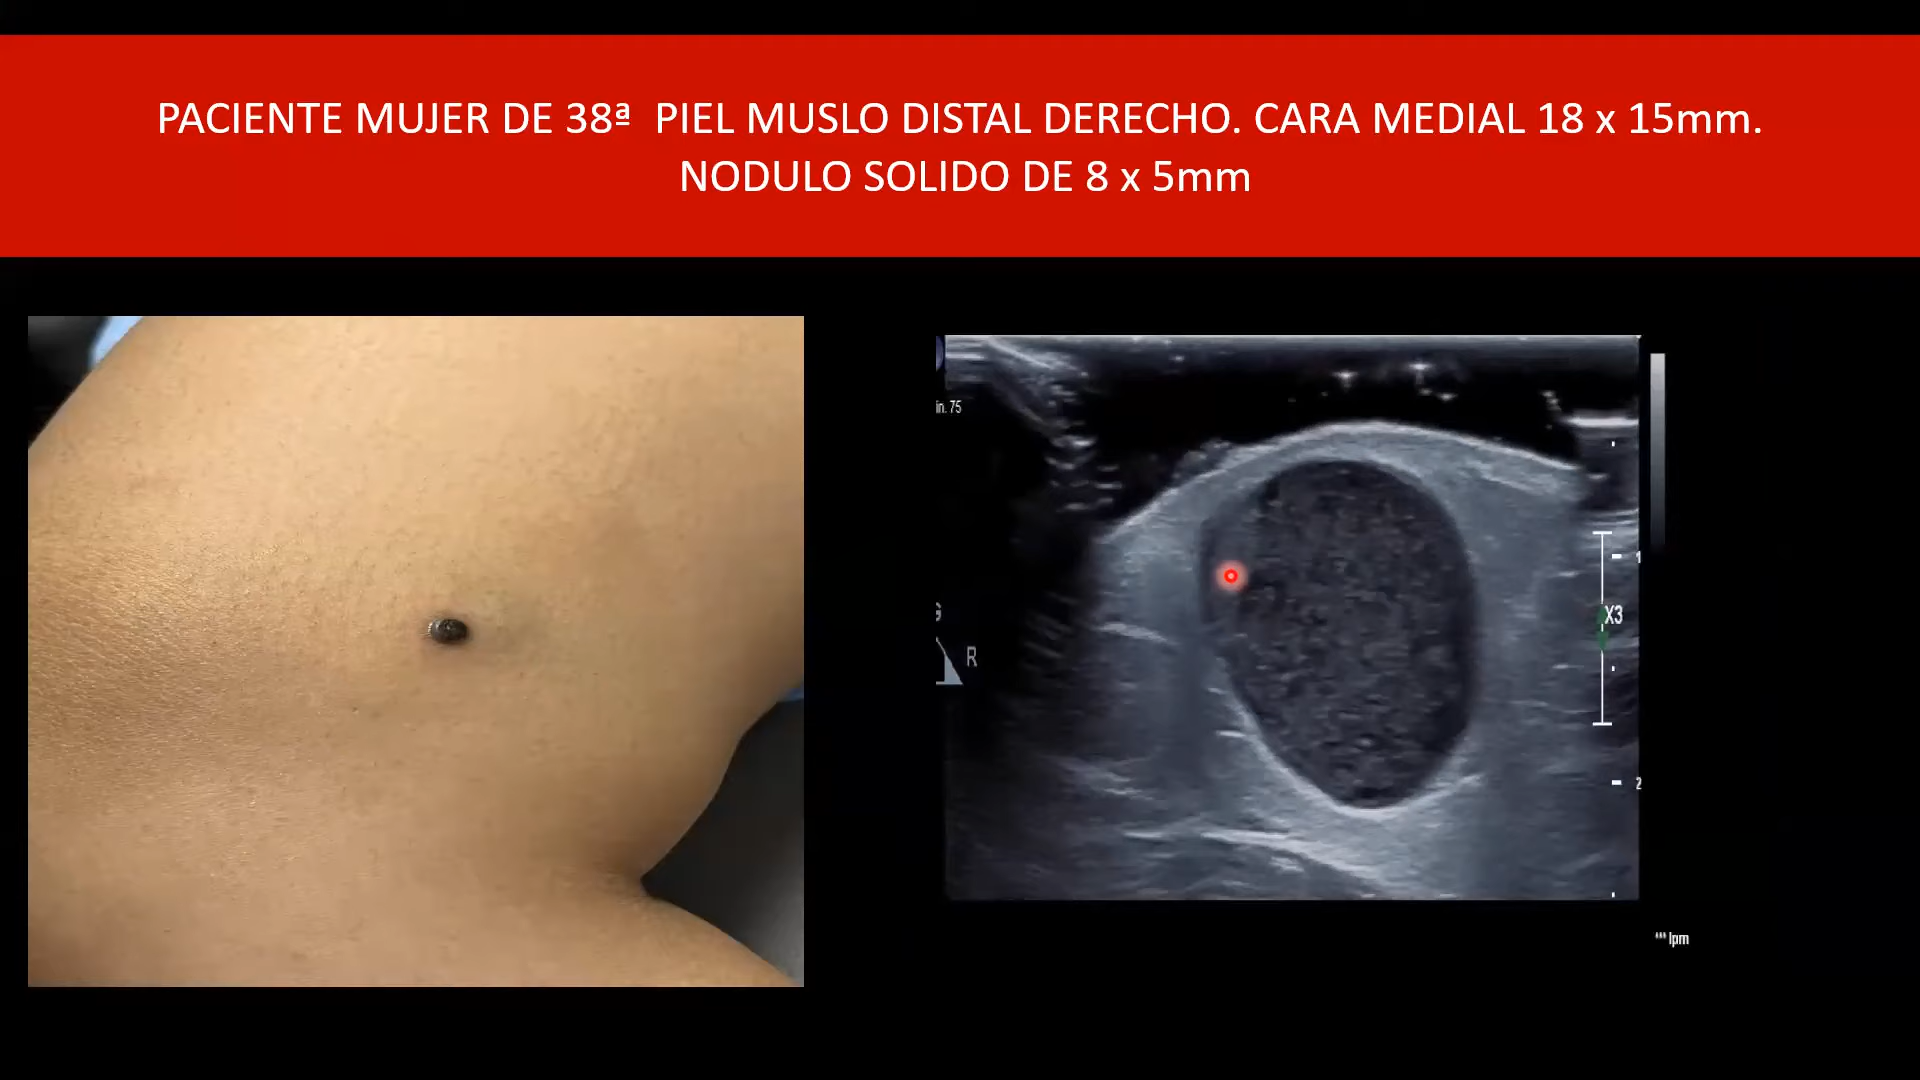 PACIENTE MUJER DE 38ª PIEL MUSLO DISTAL DERECHO. CARA MEDIAL 18 x 15mm.
NODULO SOLIDO DE 8 x 5mm
in. 75
1
X3
R
2
*** lpm